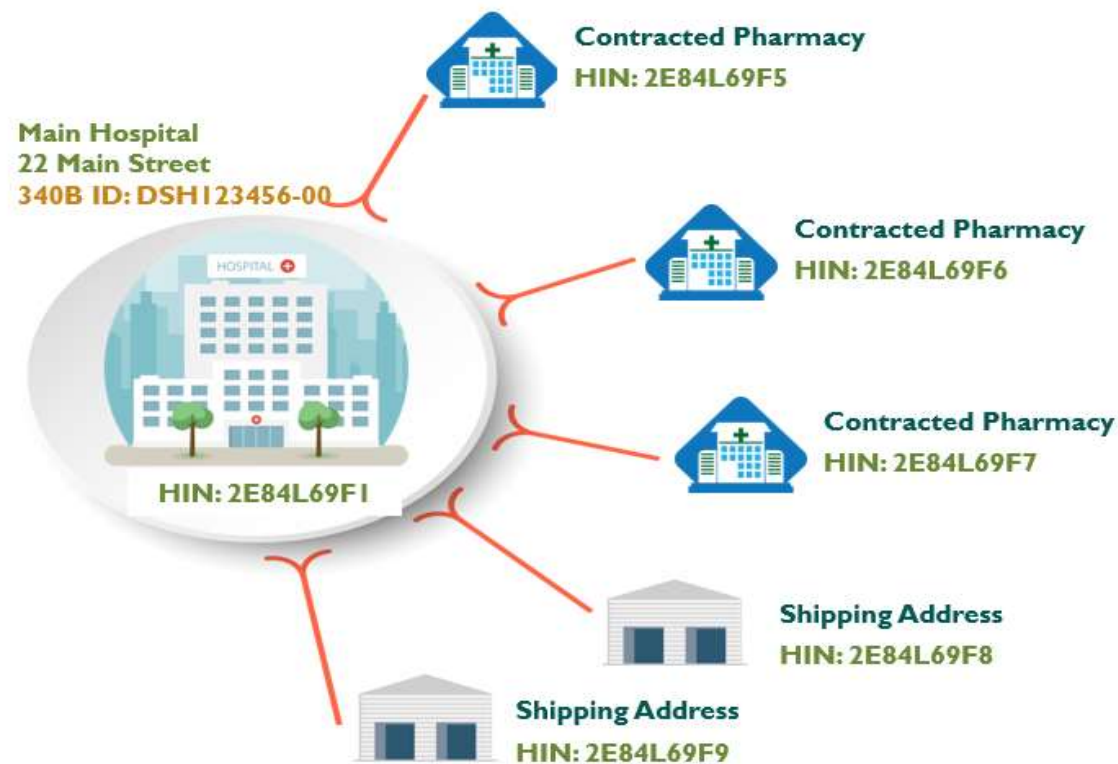 Contracted Pharmacy
HIN: 2E84L69F5
Main Hospital
22 Main Street
340B ID: DSH123456-00
Contracted Pharmacy
HIN: 2E84L69F6
HOSPITAL
Contracted Pharmacy
HIN: 2E84L69F7
HIN: 2E84L69F1
Shipping Address
HIN: 2E84L69F8
Shipping Address
HIN: 2E84L69F9